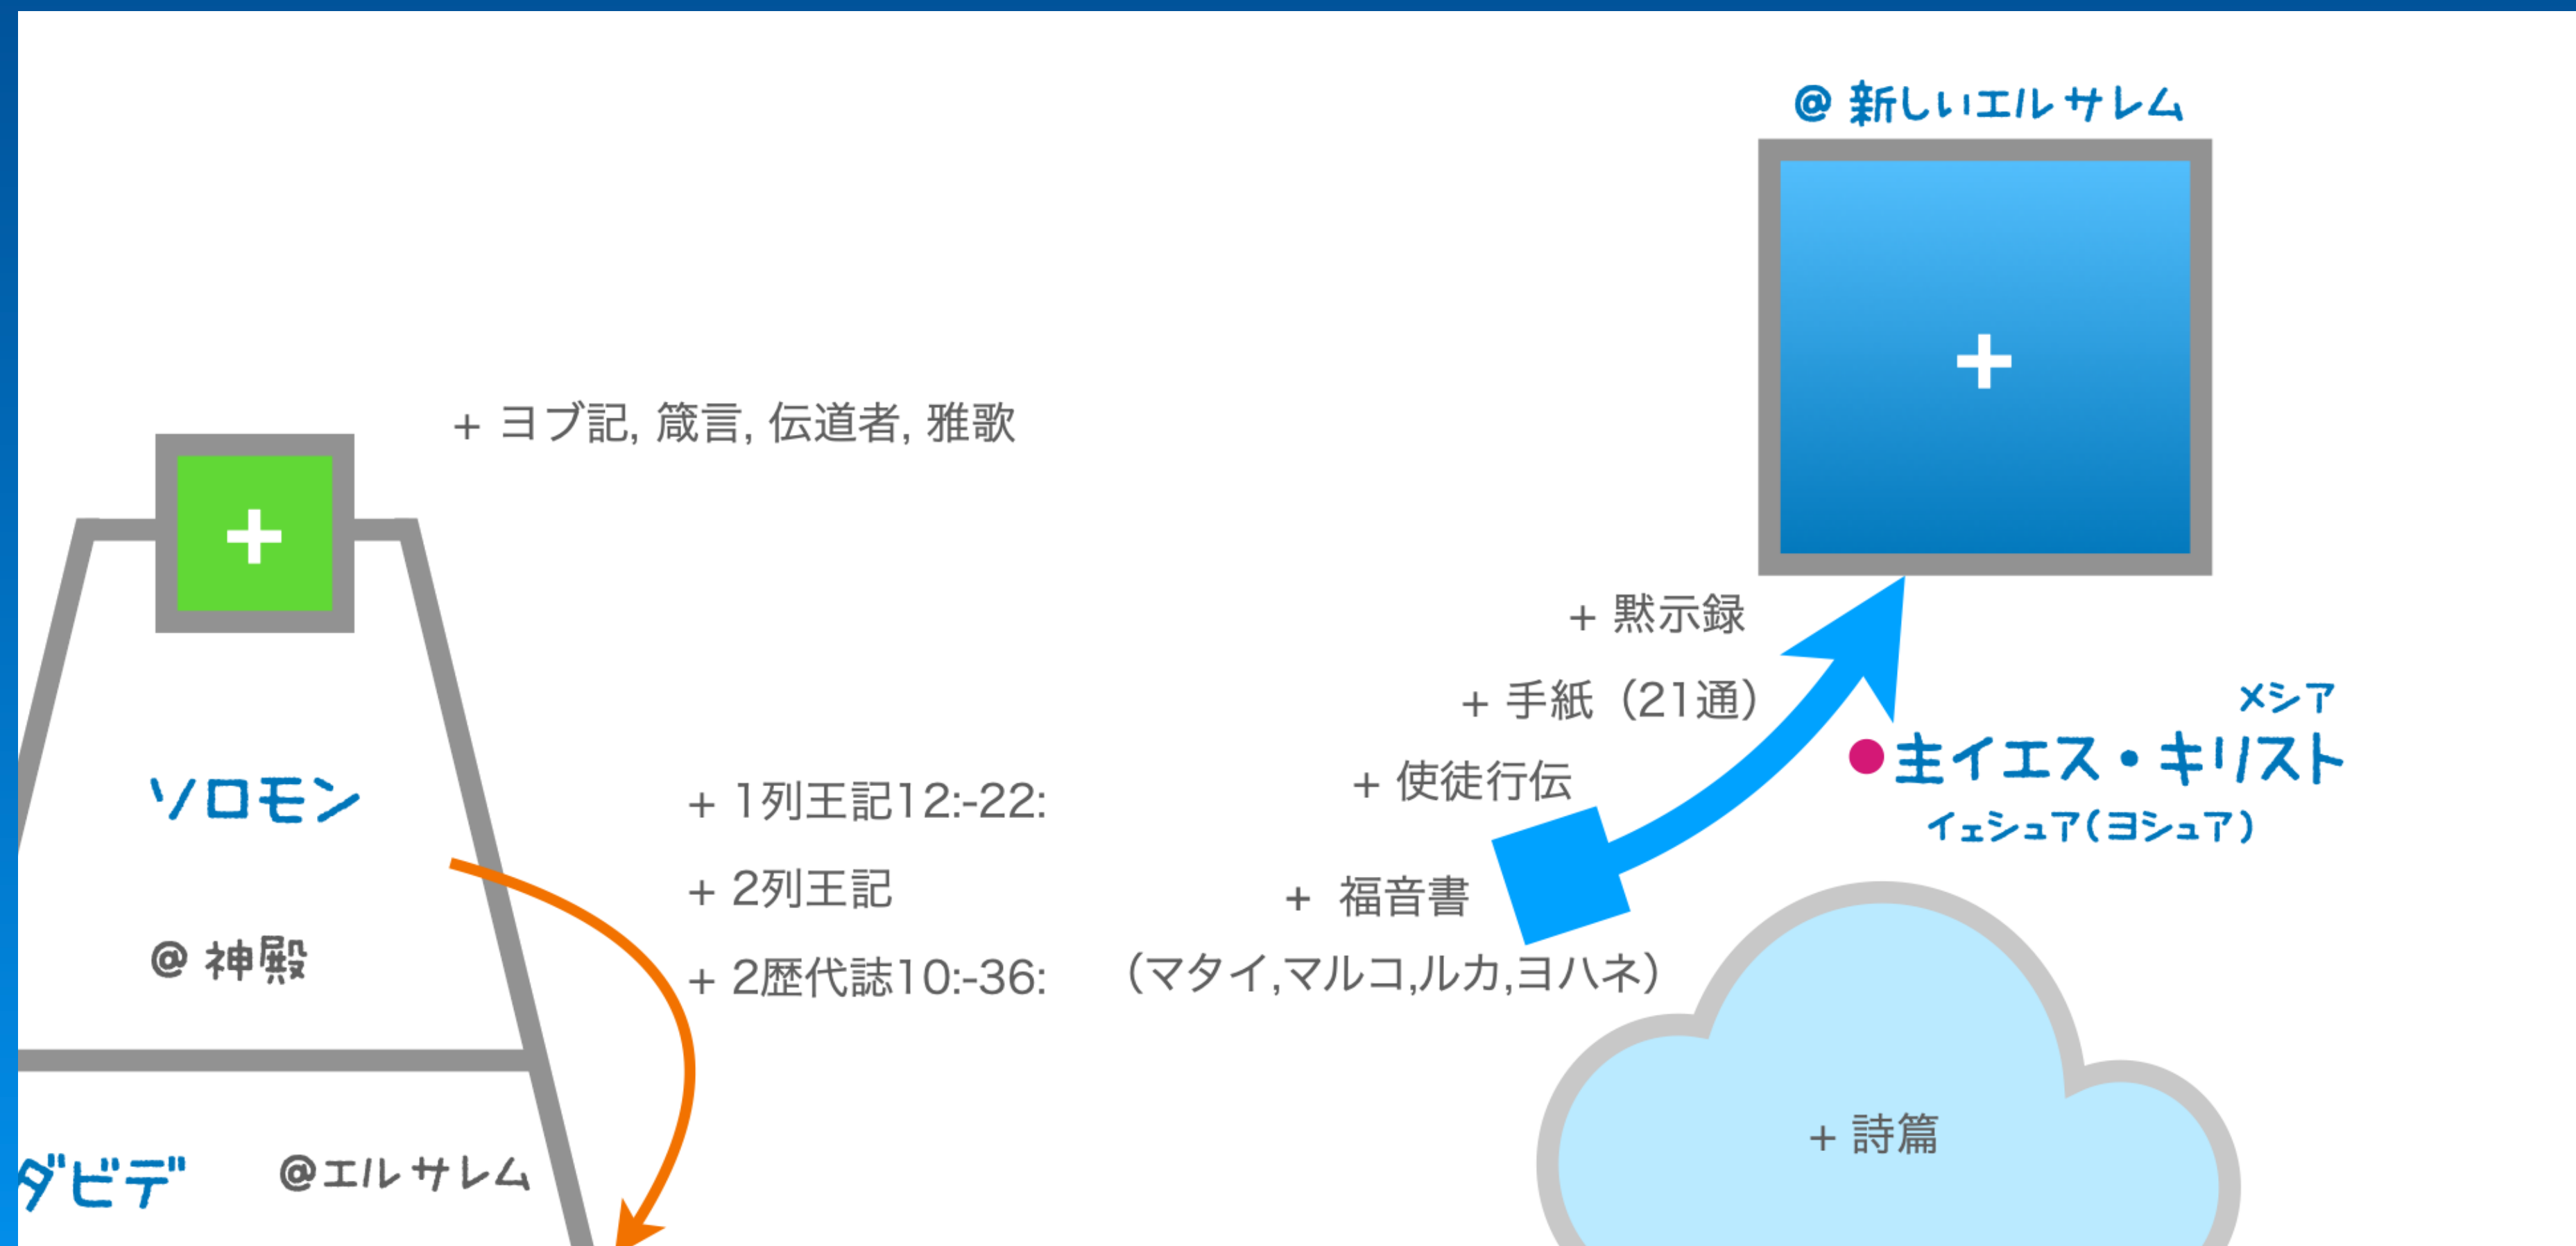 @ 新しいエルサレム
+
+ ヨブ記, 箴言, 伝道者, 雅歌
+
+ 黙示録
+ 手紙（21通）
メシア
主イエス・キリスト
イェシュア(ヨシュア)
+ 使徒行伝
ソロモン
+ 1列王記12:-22:
+ 2列王記
+ 福音書
@ 神殿
+ 2歴代誌10:-36:
（マタイ,マルコ,ルカ,ヨハネ）
+ 詩篇
ダビデ
@エルサレム